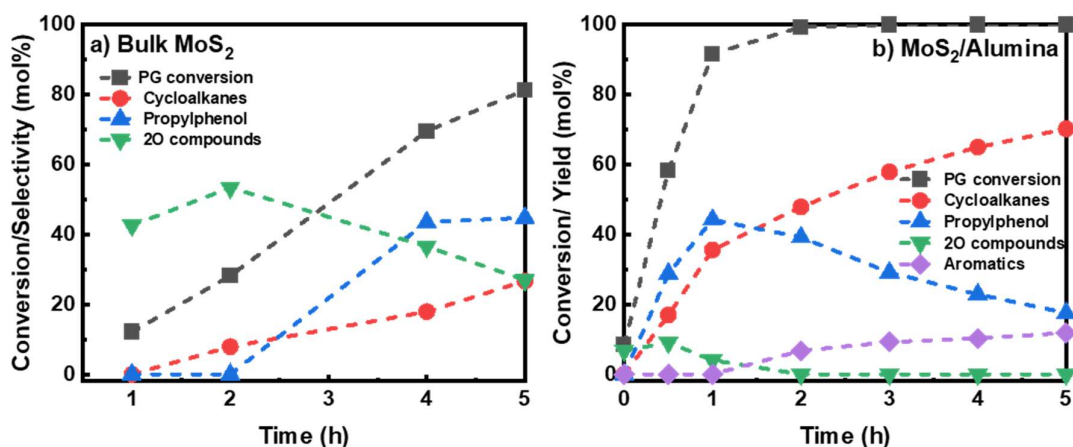 a) Bulk MoS₂
PG conversion
Cycloalkanes
Propylphenol
2O compounds
Conversion/Selectivity (mol%)
100
80
60
40
20
0
1
2
3
4
5
Time (h)
b) MoS₂/Alumina
PG conversion
Cycloalkanes
Propylphenol
2O compounds
Aromatics
Conversion/ Yield (mol%)
100
80
60
40
20
0
0
1
2
3
4
5
Time (h)